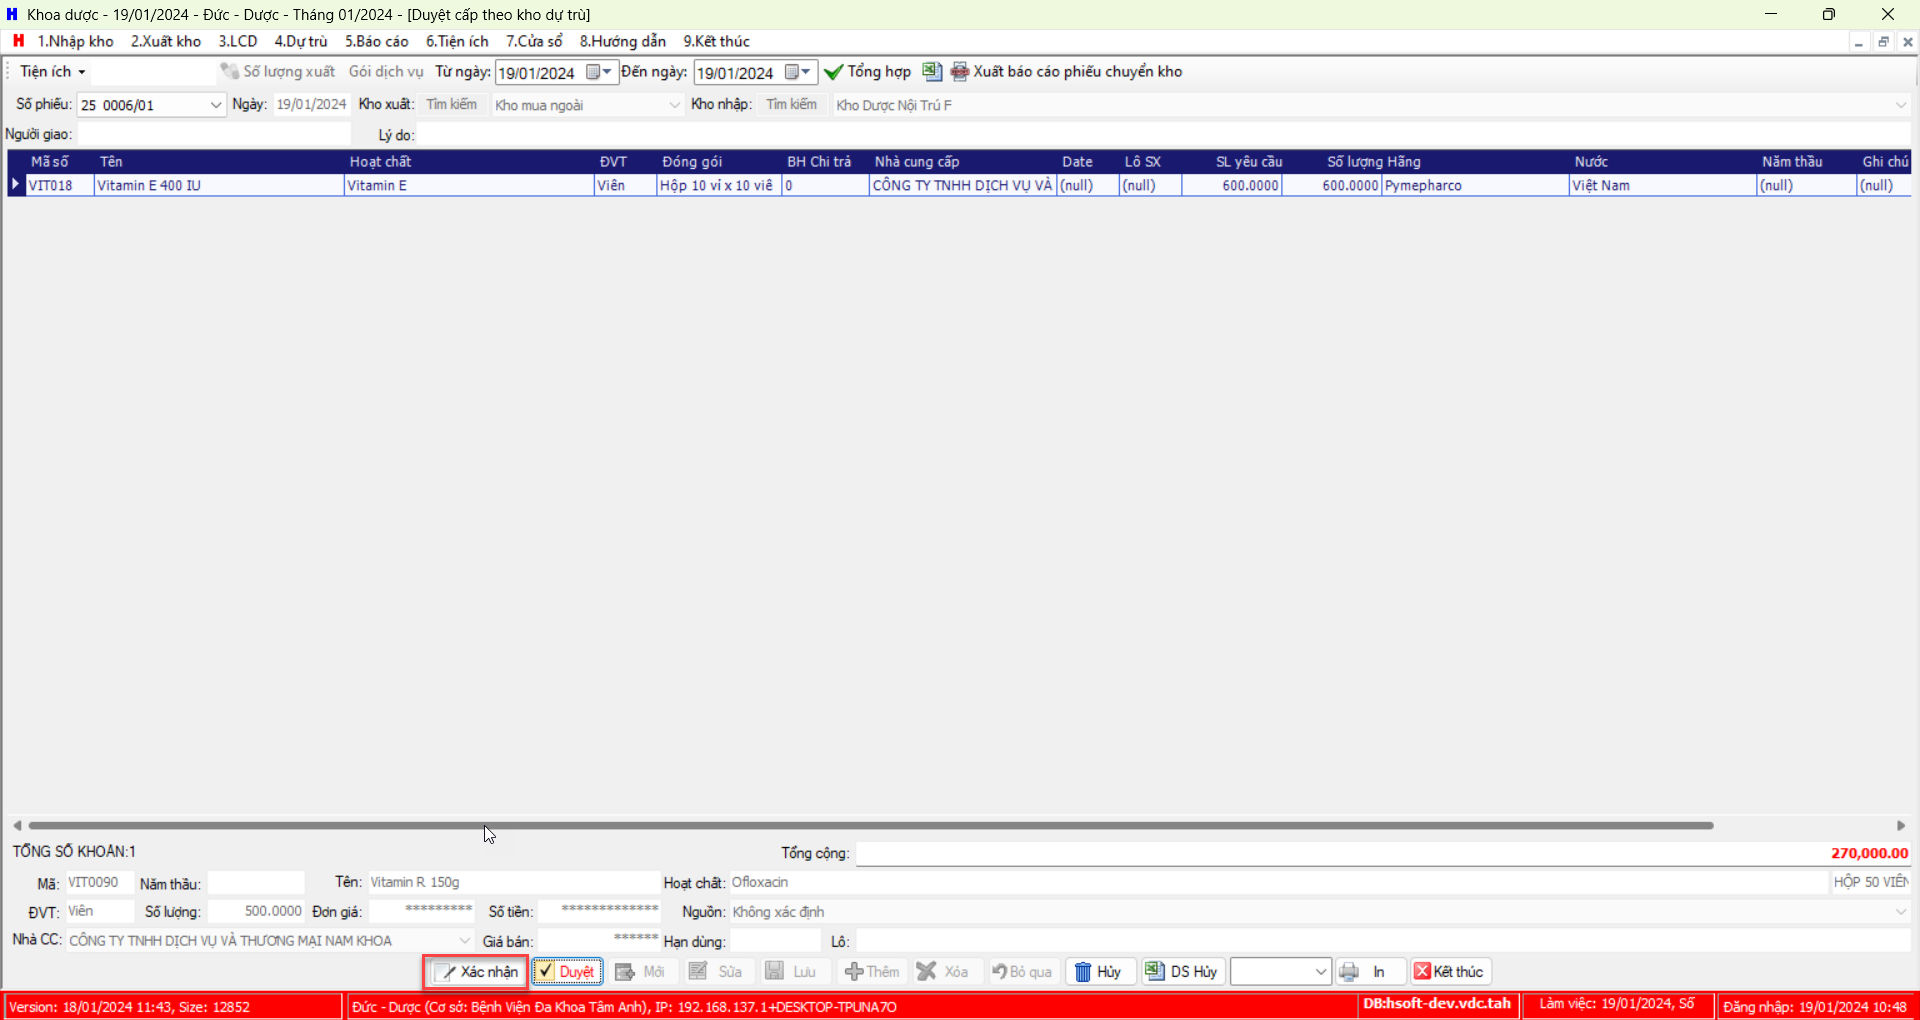 Khoa dược - 19/01/2024 - Đức - Dược - Tháng 01/2024 - [Duyệt cấp theo kho dự trù]
H 1.Nhập kho 2.Xuất kho 3.LCD 4.Dự trù 5.Báo cáo 6.Tiện ích 7.Cửa sổ 8.Hướng dẫn 9.Kết thúc
Tiện ích Số lượng xuất Gói dịch vụ Từ ngày: 19/01/2024 Đến ngày: 19/01/2024 Tổng hợp Xuất báo cáo phiếu chuyển kho
Số phiếu: 25 0006/01 Ngày: 19/01/2024 Kho xuất: Tìm kiếm Kho mua ngoài Kho nhập: Tìm kiếm Kho Dược Nội Trú F
Người giao: Lý do:
Mã số Tên Hoạt chất ĐVT Đóng gói BH Chi trả Nhà cung cấp Date Lô SX SL yêu cầu Số lượng Hãng Nước Năm thầu Ghi chú
VIT018 Vitamin E 400 IU Vitamin E Viên Hộp 10 vỉ x 10 viê 0 CÔNG TY TNHH DỊCH VỤ VÀ (null) (null) 600.0000 600.0000 Pymepharco Việt Nam (null) (null)
TỔNG SỐ KHOẢN:1 Tổng cộng: 270,000.00
Mã: VIT0090 Năm thầu: Tên: Vitamin R 150g Hoạt chất: Ofloxacin HỘP 50 VIÊN
ĐVT: Viên Số lượng: 500.0000 Đơn giá: ********* Số tiền: ************* Nguồn: Không xác định
Nhà CC: CÔNG TY TNHH DỊCH VỤ VÀ THƯƠNG MẠI NAM KHOA Giá bán: ****** Hạn dùng: Lô:
Xác nhận Duyệt Mới Sửa Lưu Thêm Xóa Bỏ qua Hủy DS Hủy In Kết thúc
Version: 18/01/2024 11:43, Size: 12852 Đức - Dược (Cơ sở: Bệnh Viện Đa Khoa Tâm Anh), IP: 192.168.137.1+DESKTOP-TPUNA7O DB:hsoft-dev.vdc.tah Làm việc: 19/01/2024, Số Đăng nhập: 19/01/2024 10:48